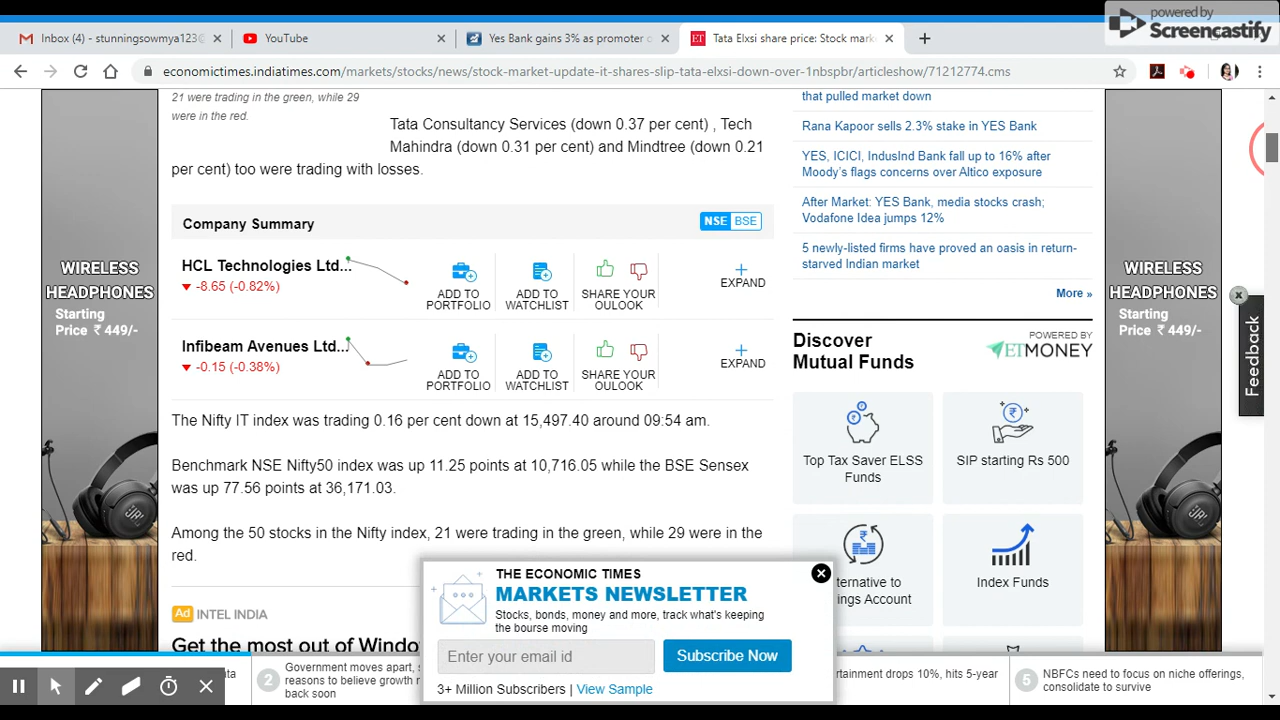 powered by
Screencastify
Inbox (4) - stunningsowmya123@
YouTube
Yes Bank gains 9% as promoter o
Tata Elxsi share price: Stock mark
economictimes.indiatimes.com/markets/stocks/news/stock-market-update-it-shares-slip-tata-elxsi-down-over-1nbspbr/articleshow/71212774.cms
21 were trading in the green, while 29
were in the red.
Tata Consultancy Services (down 0.37 per cent) , Tech
Mahindra (down 0.31 per cent) and Mindtree (down 0.21
per cent) too were trading with losses.
Company Summary
NSE BSE
HCL Technologies Ltd...
-8.65 (-0.82%)
ADD TO
PORTFOLIO
ADD TO
WATCHLIST
SHARE YOUR
OULOOK
EXPAND
Infibeam Avenues Ltd...
-0.15 (-0.38%)
ADD TO
PORTFOLIO
ADD TO
WATCHLIST
SHARE YOUR
OULOOK
EXPAND
The Nifty IT index was trading 0.16 per cent down at 15,497.40 around 09:54 am.
Benchmark NSE Nifty50 index was up 11.25 points at 10,716.05 while the BSE Sensex
was up 77.56 points at 36,171.03.
Among the 50 stocks in the Nifty index, 21 were trading in the green, while 29 were in the
red.
Ad INTEL INDIA
Get the most out of Windo
that pulled market down
Rana Kapoor sells 2.3% stake in YES Bank
YES, ICICI, IndusInd Bank fall up to 16% after
Moody's flags concerns over Altico exposure
After Market: YES Bank, media stocks crash;
Vodafone Idea jumps 12%
5 newly-listed firms have proved an oasis in return-
starved Indian market
More »
Discover
Mutual Funds
POWERED BY
ETMONEY
Top Tax Saver ELSS
Funds
SIP starting Rs 500
ternative to
ings Account
Index Funds
WIRELESS
HEADPHONES
Starting
Price ₹ 449/-
JBL
WIRELESS
HEADPHONES
Starting
Price ₹ 449/-
JBL
Feedback
THE ECONOMIC TIMES
MARKETS NEWSLETTER
Stocks, bonds, money and more, track what's keeping
the bourse moving
Enter your email id
Subscribe Now
3+ Million Subscribers | View Sample
ata
2
Government moves apart, s
reasons to believe growth r
back soon
rtainment drops 10%, hits 5-year
5
NBFCs need to focus on niche offerings,
consolidate to survive